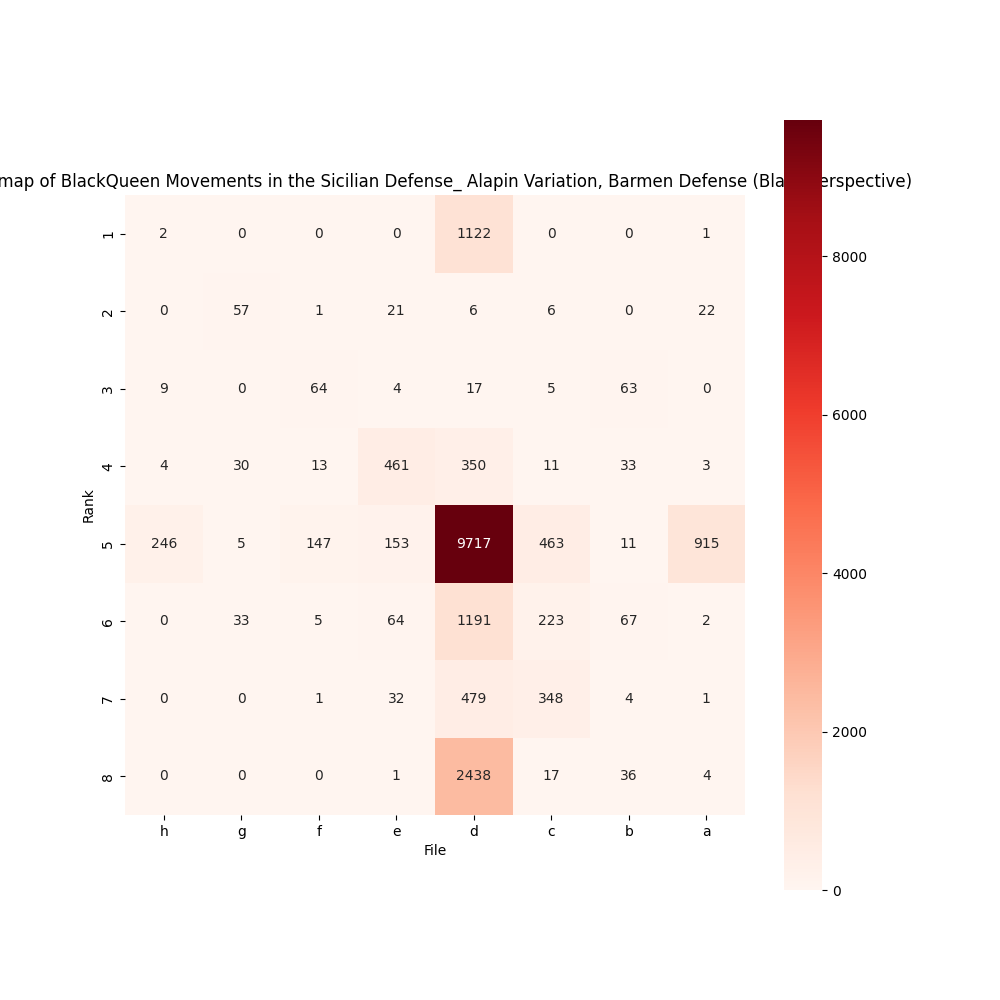 map of BlackQueen Movements in the Sicilian Defense_ Alapin Variation, Barmen Defense (Bla erspective)
1 2 0 0 0 1122 0 0 1
2 0 57 1 21 6 6 0 22
3 9 0 64 4 17 5 63 0
4 4 30 13 461 350 11 33 3
Rank
5 246 5 147 153 9717 463 11 915
6 0 33 5 64 1191 223 67 2
7 0 0 1 32 479 348 4 1
8 0 0 0 1 2438 17 36 4
h g f e d c b a
File
8000
6000
4000
2000
0